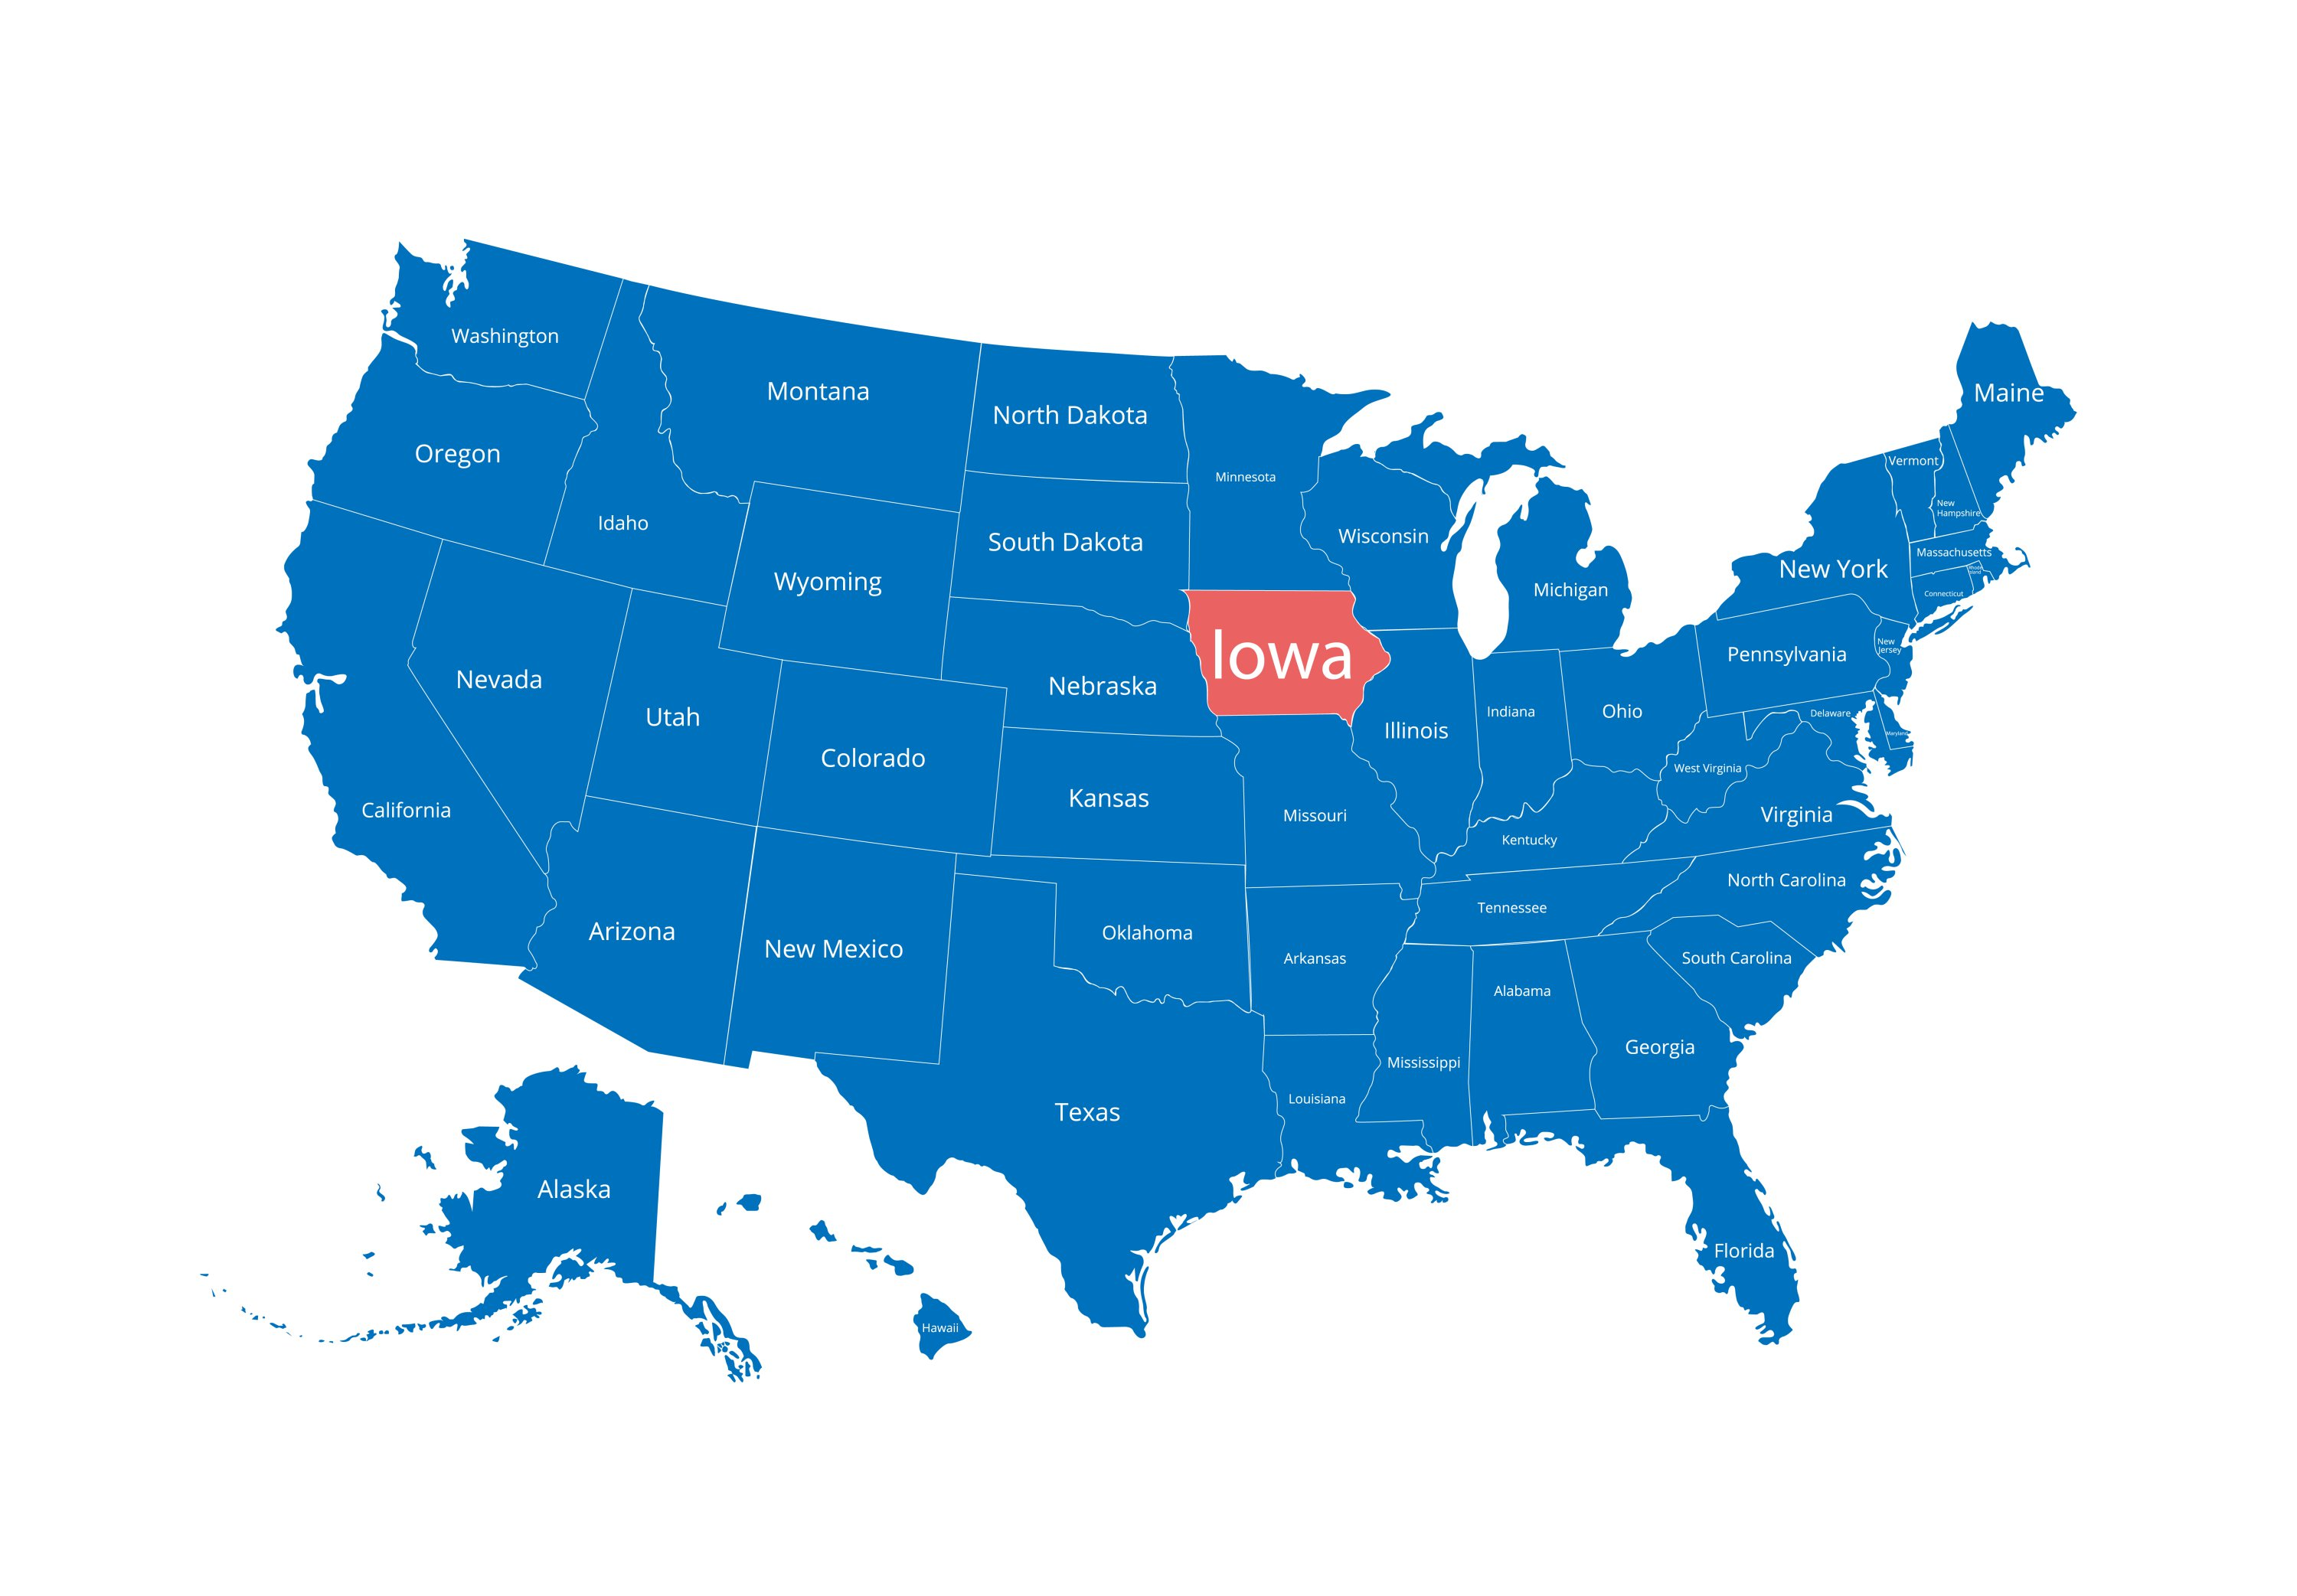 Washington
Montana
North Dakota
Minnesota
Maine
Oregon
Idaho
Wyoming
South Dakota
Wisconsin
Michigan
New York
Vermont
New
Hampshire
Massachusetts
Rhode
Island
Connecticut
Nevada
Utah
Colorado
Nebraska
Iowa
Illinois
Indiana
Ohio
Pennsylvania
New
Jersey
Delaware
Maryland
California
Kansas
Missouri
Kentucky
West Virginia
Virginia
Arizona
New Mexico
Oklahoma
Arkansas
Tennessee
North Carolina
South Carolina
Texas
Louisiana
Mississippi
Alabama
Georgia
Alaska
Hawaii
Florida